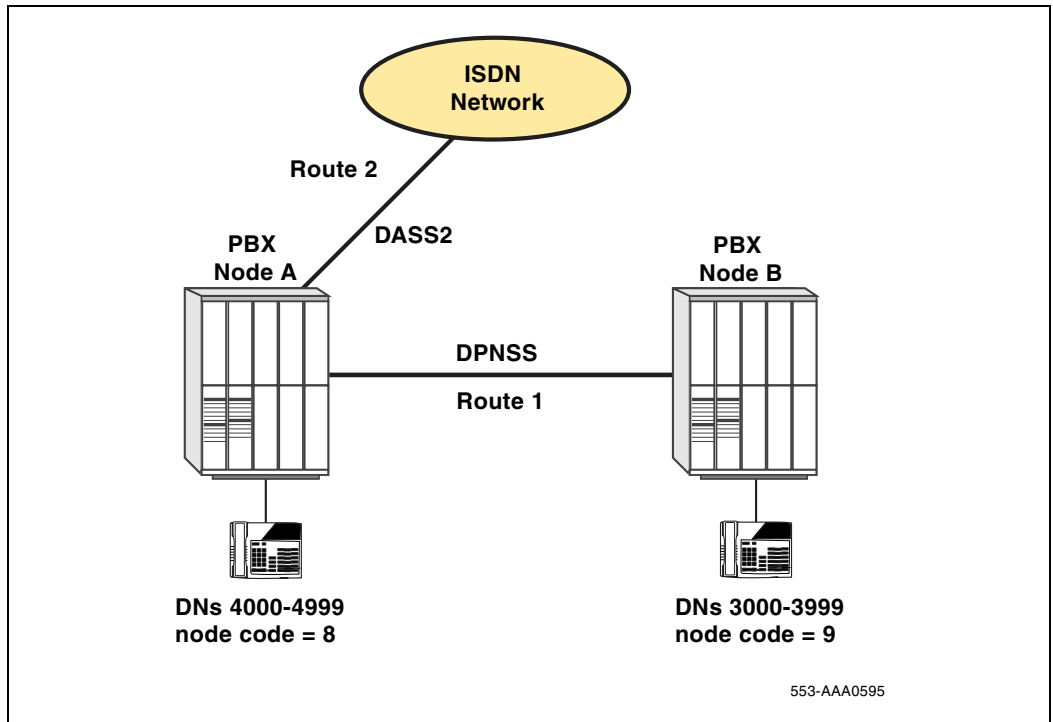 ISDN
Network
Route 2
DASS2
PBX
Node A
PBX
Node B
DPNSS
Route 1
DNs 4000-4999
node code = 8
DNs 3000-3999
node code = 9
553-AAA0595